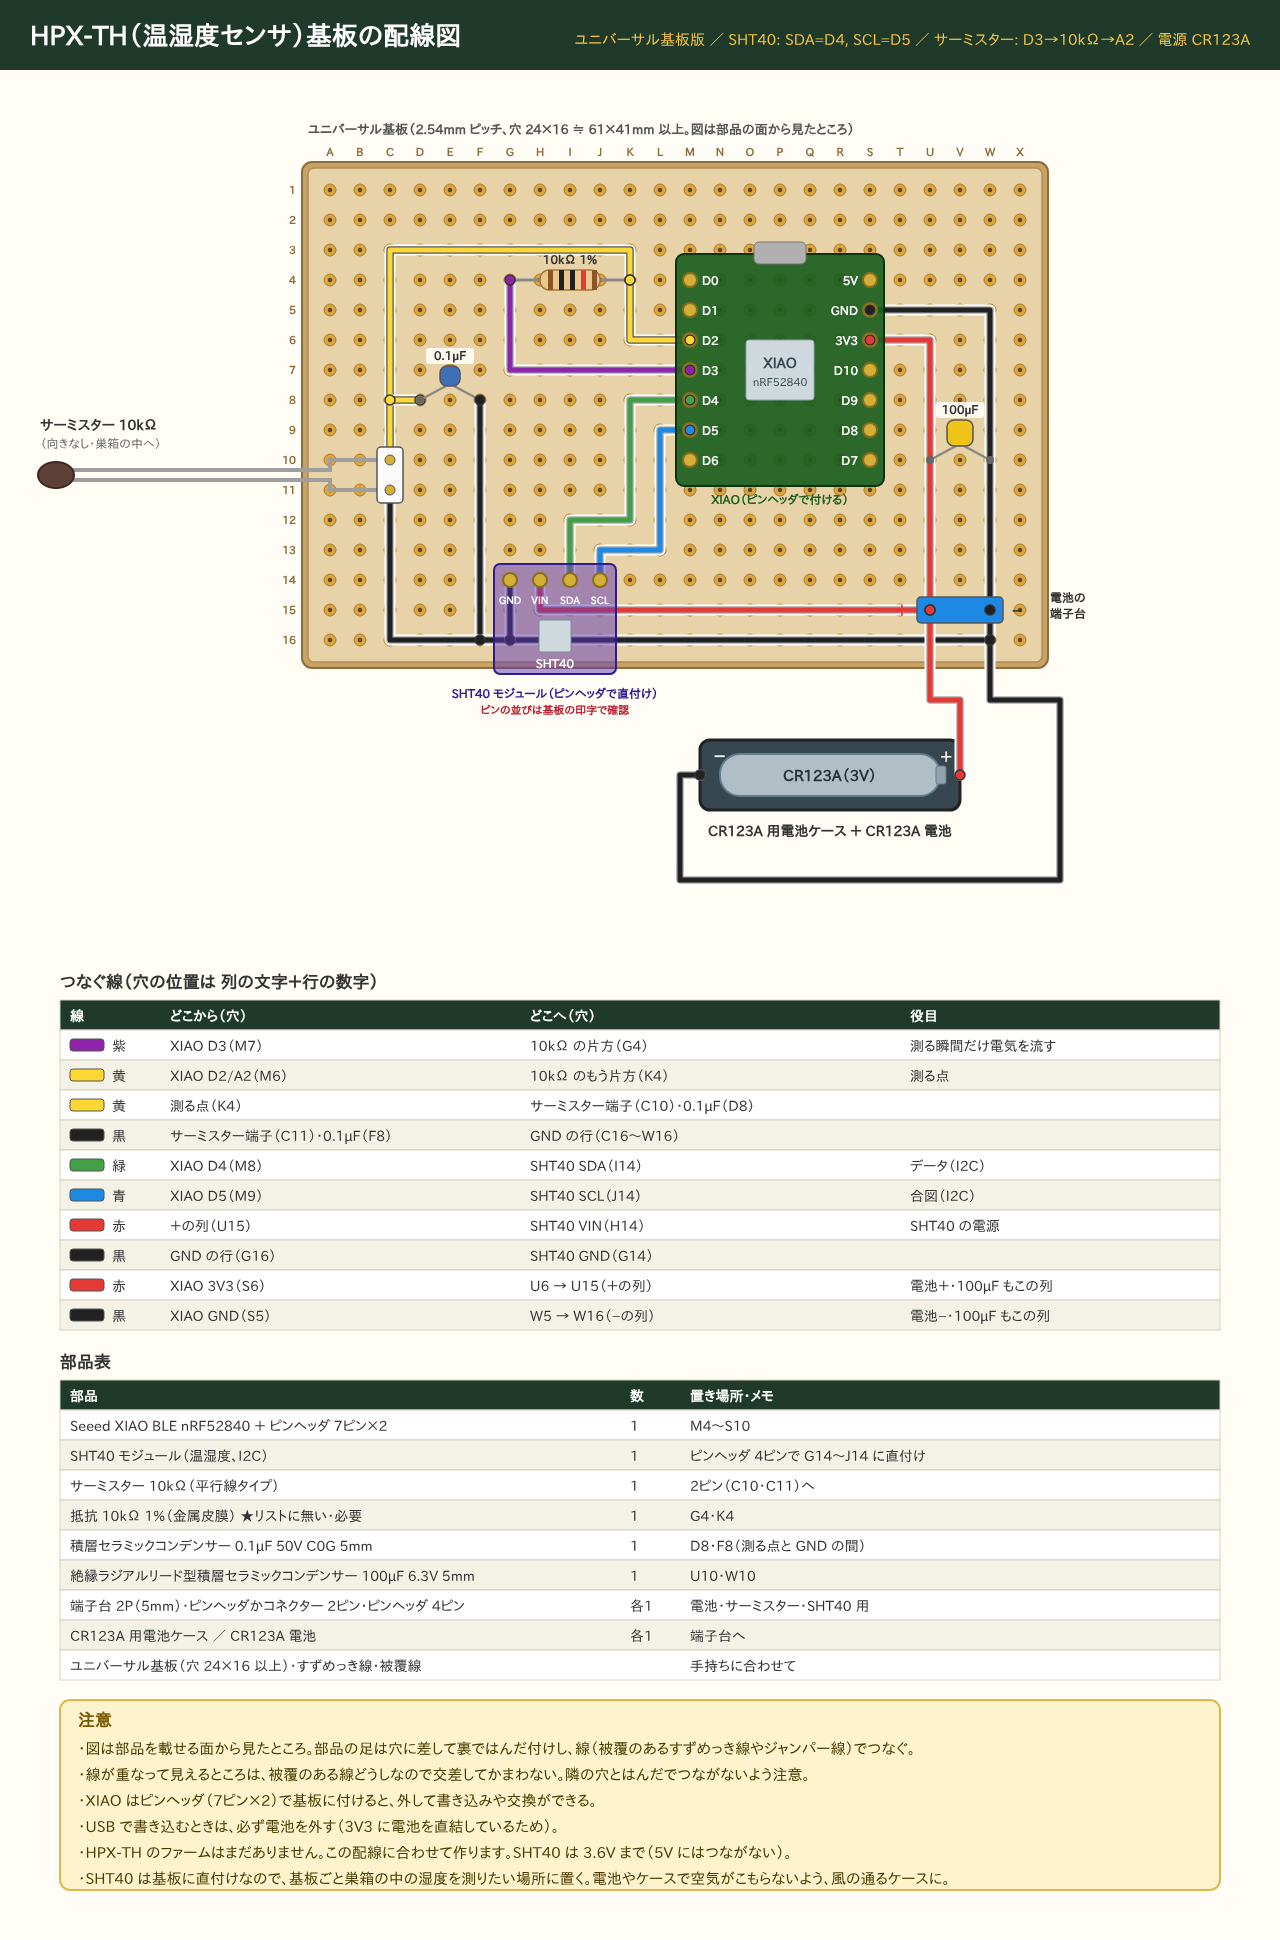 HPX-TH（温湿度センサ）基板の配線図
ユニバーサル基板版 ／ SHT40: SDA=D4, SCL=D5 ／ サーミスター: D3→10kΩ→A2 ／ 電源 CR123A
ユニバーサル基板（2.54mm ピッチ、穴 24×16 ≒ 61×41mm 以上。図は部品の面から見たところ）
A B C D E F G H I J K L M N O P Q R S T U V W X
1
2
3
10kΩ 1%
4
D0
5V
5
D1
GND
6
D2
3V3
XIAO
0.1µF
7
D3
D10
nRF52840
8
D4
D9
100µF
サーミスター 10kΩ
9
D5
D8
（向きなし・巣箱の中へ）
10
D6
D7
11
XIAO（ピンヘッダで付ける）
12
13
14
GND VIN SDA SCL
電池の
15
−
端子台
16
SHT40
SHT40 モジュール（ピンヘッダで直付け）
ピンの並びは基板の印字で確認
− +
CR123A（3V）
CR123A 用電池ケース ＋ CR123A 電池
つなぐ線（穴の位置は 列の文字＋行の数字）
線 どこから（穴） どこへ（穴） 役目
紫 XIAO D3（M7） 10kΩ の片方（G4） 測る瞬間だけ電気を流す
黄 XIAO D2/A2（M6） 10kΩ のもう片方（K4） 測る点
黄 測る点（K4） サーミスター端子（C10）・0.1µF（D8）
黒 サーミスター端子（C11）・0.1µF（F8） GND の行（C16〜W16）
緑 XIAO D4（M8） SHT40 SDA（I14） データ（I2C）
青 XIAO D5（M9） SHT40 SCL（J14） 合図（I2C）
赤 ＋の列（U15） SHT40 VIN（H14） SHT40 の電源
黒 GND の行（G16） SHT40 GND（G14）
赤 XIAO 3V3（S6） U6 → U15（＋の列） 電池＋・100µF もこの列
黒 XIAO GND（S5） W5 → W16（−の列） 電池−・100µF もこの列
部品表
部品 数 置き場所・メモ
Seeed XIAO BLE nRF52840 ＋ ピンヘッダ 7ピン×2 1 M4〜S10
SHT40 モジュール（温湿度、I2C） 1 ピンヘッダ 4ピンで G14〜J14 に直付け
サーミスター 10kΩ（平行線タイプ） 1 2ピン（C10・C11）へ
抵抗 10kΩ 1%（金属皮膜） ★リストに無い・必要 1 G4・K4
積層セラミックコンデンサー 0.1µF 50V C0G 5mm 1 D8・F8（測る点と GND の間）
絶縁ラジアルリード型積層セラミックコンデンサー 100µF 6.3V 5mm 1 U10・W10
端子台 2P（5mm）・ピンヘッダかコネクター 2ピン・ピンヘッダ 4ピン 各1 電池・サーミスター・SHT40 用
CR123A 用電池ケース ／ CR123A 電池 各1 端子台へ
ユニバーサル基板（穴 24×16 以上）・すずめっき線・被覆線 手持ちに合わせて
注意
・図は部品を載せる面から見たところ。部品の足は穴に差して裏ではんだ付けし、線（被覆のあるすずめっき線やジャンパー線）でつなぐ。
・線が重なって見えるところは、被覆のある線どうしなので交差してかまわない。隣の穴とはんだでつながないよう注意。
・XIAO はピンヘッダ（7ピン×2）で基板に付けると、外して書き込みや交換ができる。
・USB で書き込むときは、必ず電池を外す（3V3 に電池を直結しているため）。
・HPX-TH のファームはまだありません。この配線に合わせて作ります。SHT40 は 3.6V まで（5V にはつながない）。
・SHT40 は基板に直付けなので、基板ごと巣箱の中の湿度を測りたい場所に置く。電池やケースで空気がこもらないよう、風の通るケースに。